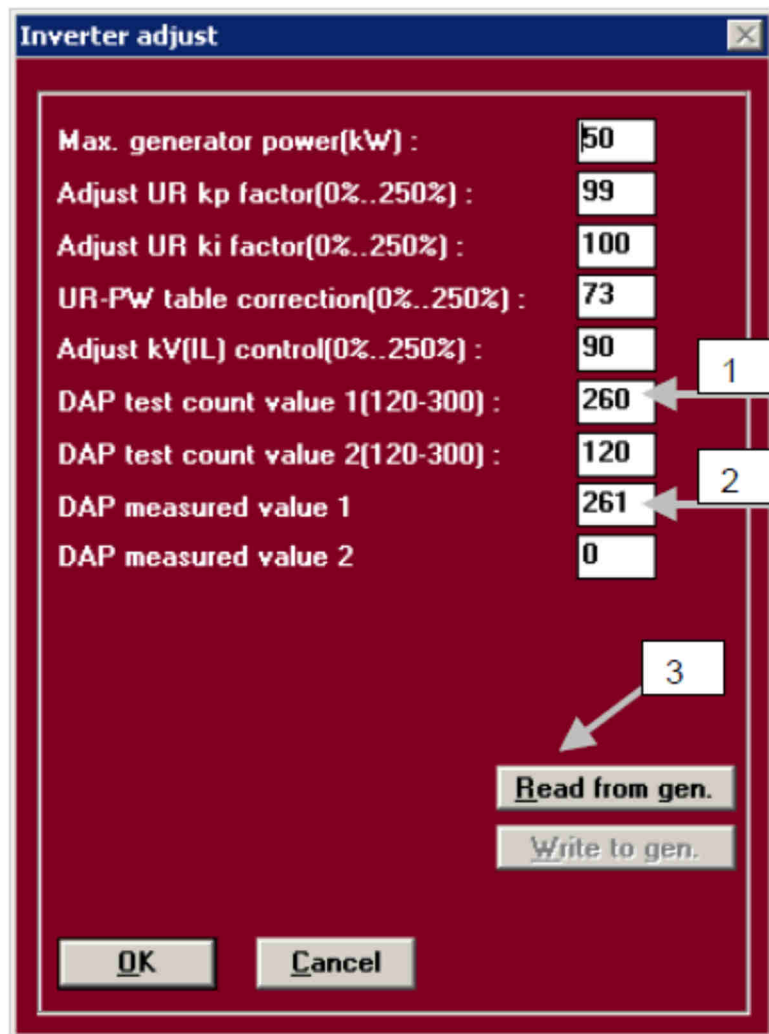 Inverter adjust
Max. generator power(kW) : 50
Adjust UR kp factor(0%..250%) : 99
Adjust UR ki factor(0%..250%) : 100
UR-PW table correction(0%..250%) : 73
Adjust kV(IL) control(0%..250%) : 90
1
DAP test count value 1(120-300) : 260
DAP test count value 2(120-300) : 120
2
DAP measured value 1 261
DAP measured value 2 0
3
Read from gen.
Write to gen.
OK Cancel